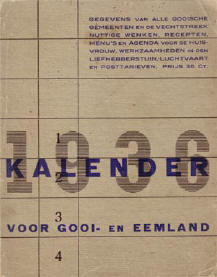 GEGEVENS VAN ALLE GOOISCHE
GEMEENTEN EN DE VECHTSTREEK
NUTTIGE WENKEN, RECEPTEN,
MENU'S EN AGENDA VOOR DE HUIS-
VROUW, WERKZAAMHEDEN IN DEN
LIEFHEBBERSTUIN, LUCHTVAART
EN POSTTARIEVEN, PRIJS 35 CT.
1936
1
KALENDER
2
3
VOOR GOOI- EN EEMLAND
4